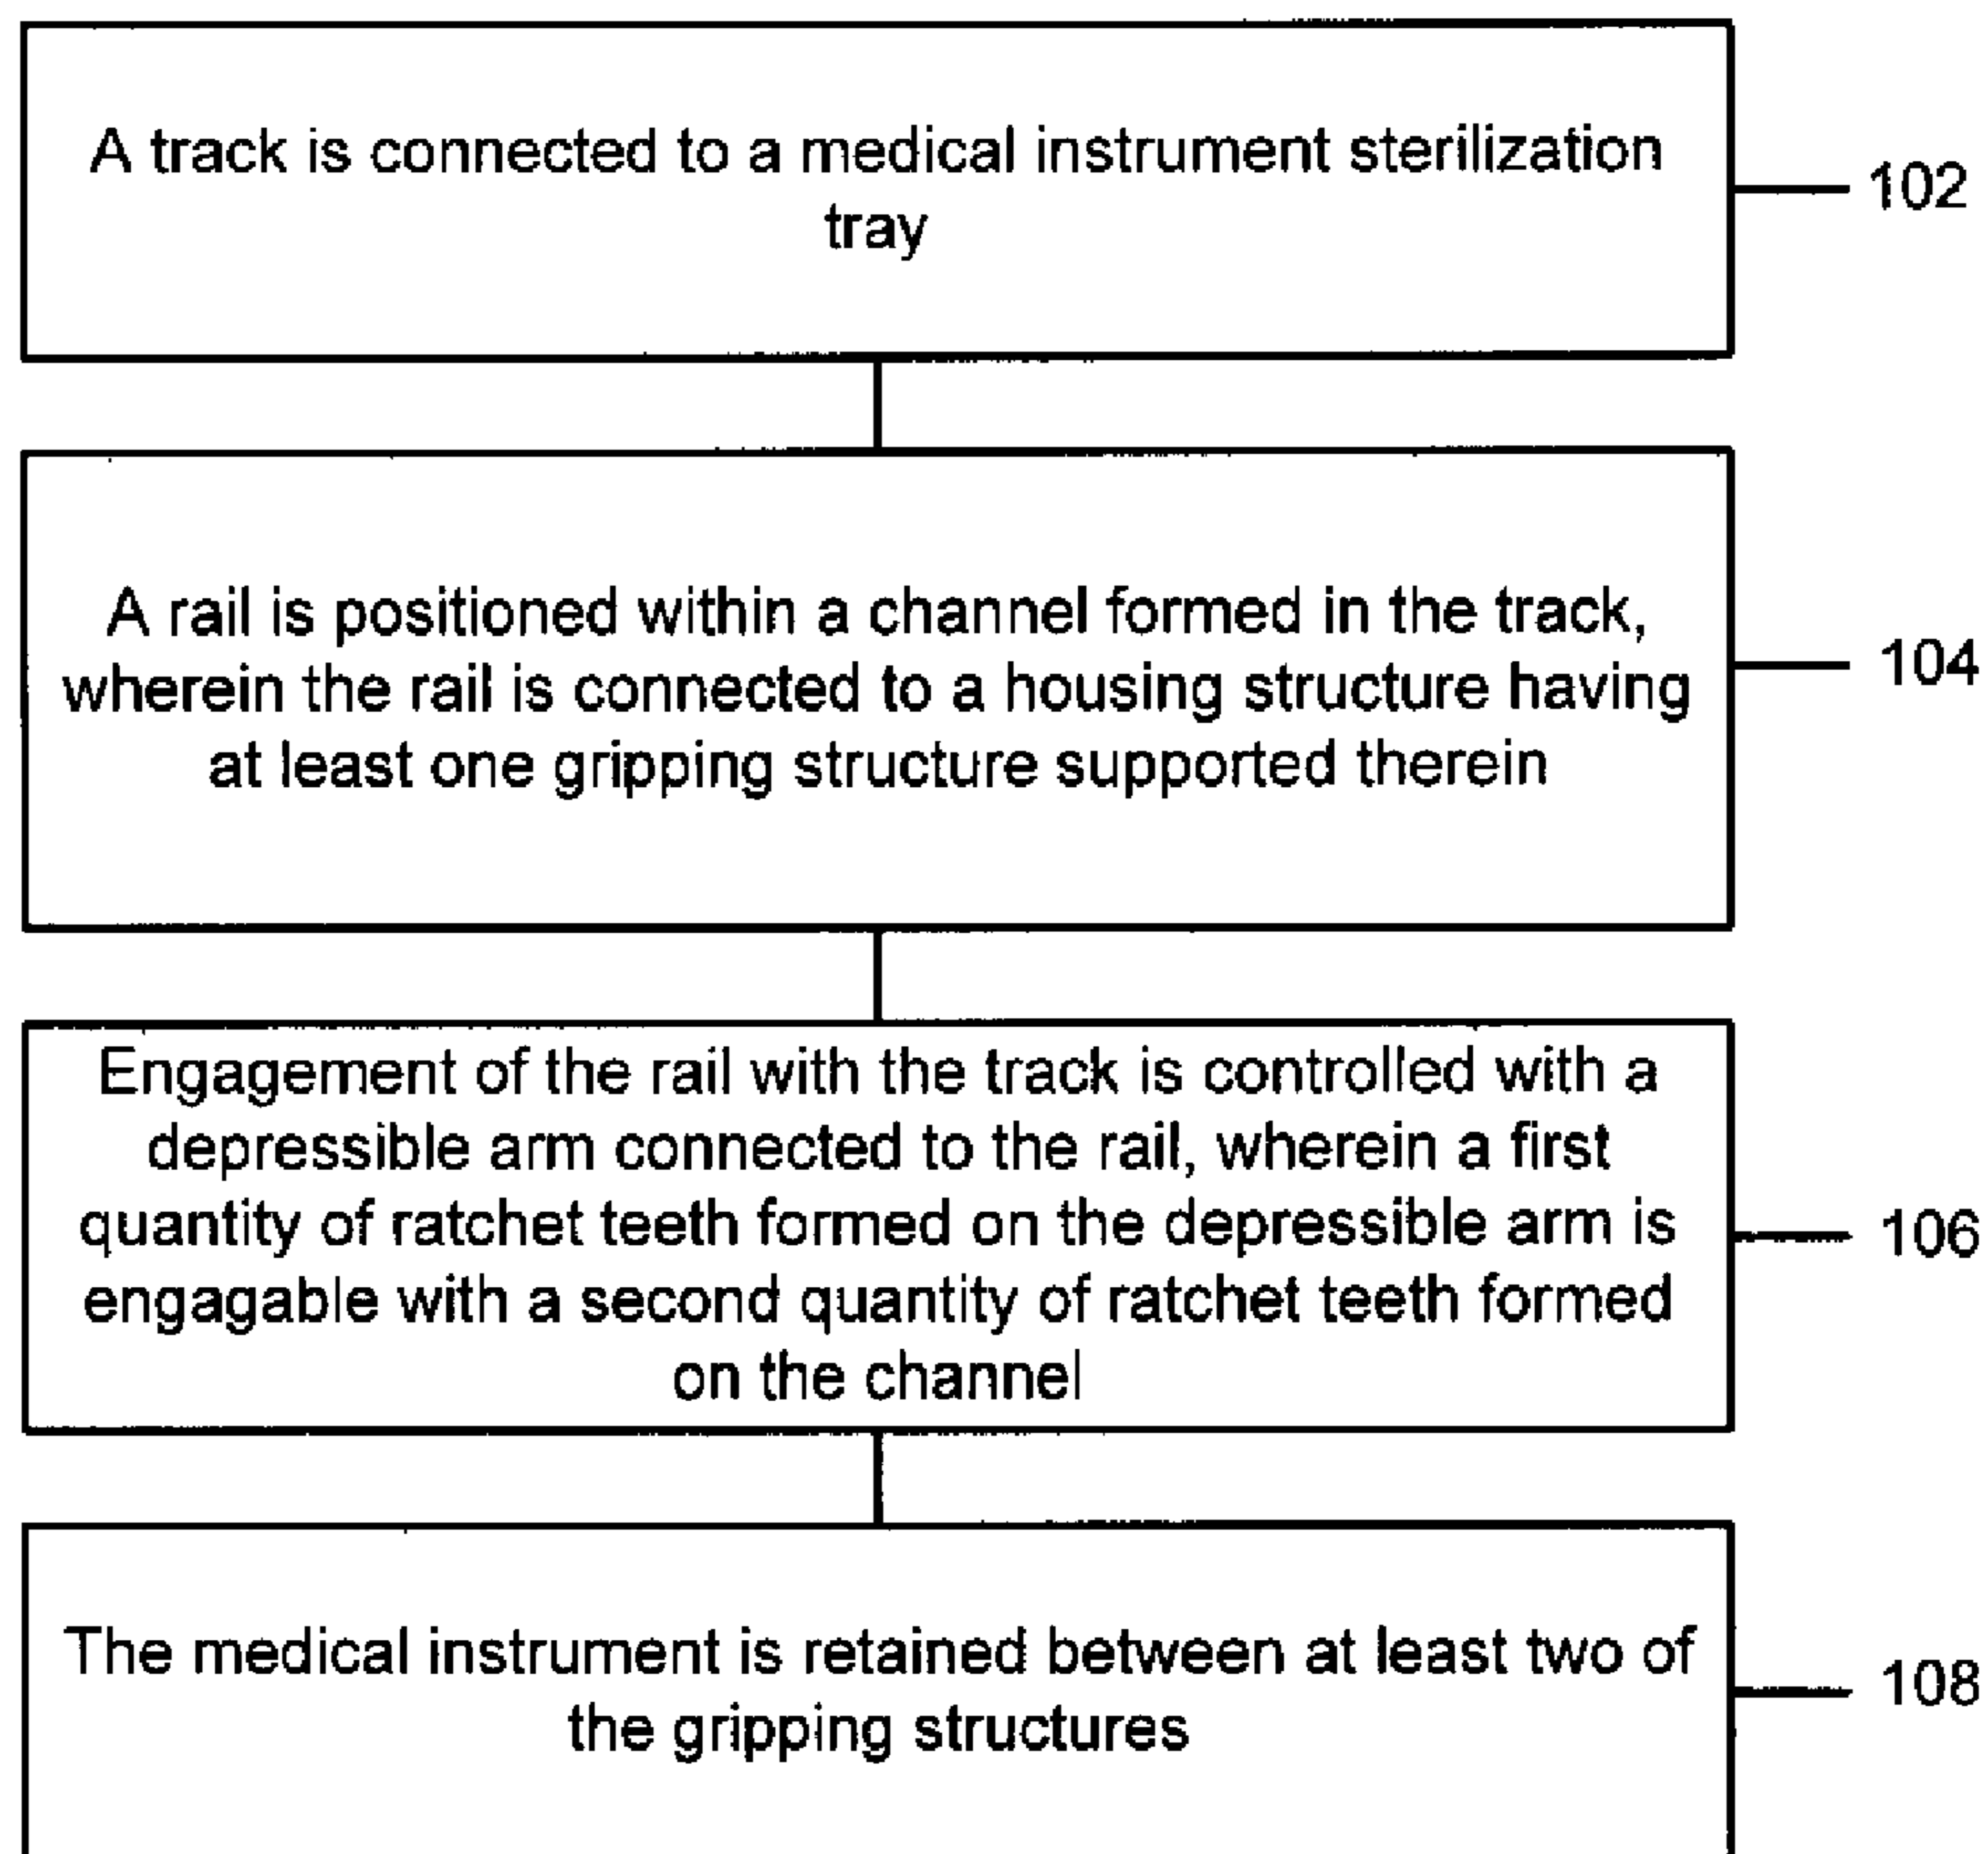 A track is connected to a medical instrument sterilization
tray
102
A rail is positioned within a channel formed in the track,
wherein the rail is connected to a housing structure having
at least one gripping structure supported therein
104
Engagement of the rail with the track is controlled with a
depressible arm connected to the rail, wherein a first
quantity of ratchet teeth formed on the depressible arm is
engagable with a second quantity of ratchet teeth formed
on the channel
106
The medical instrument is retained between at least two of
the gripping structures
108